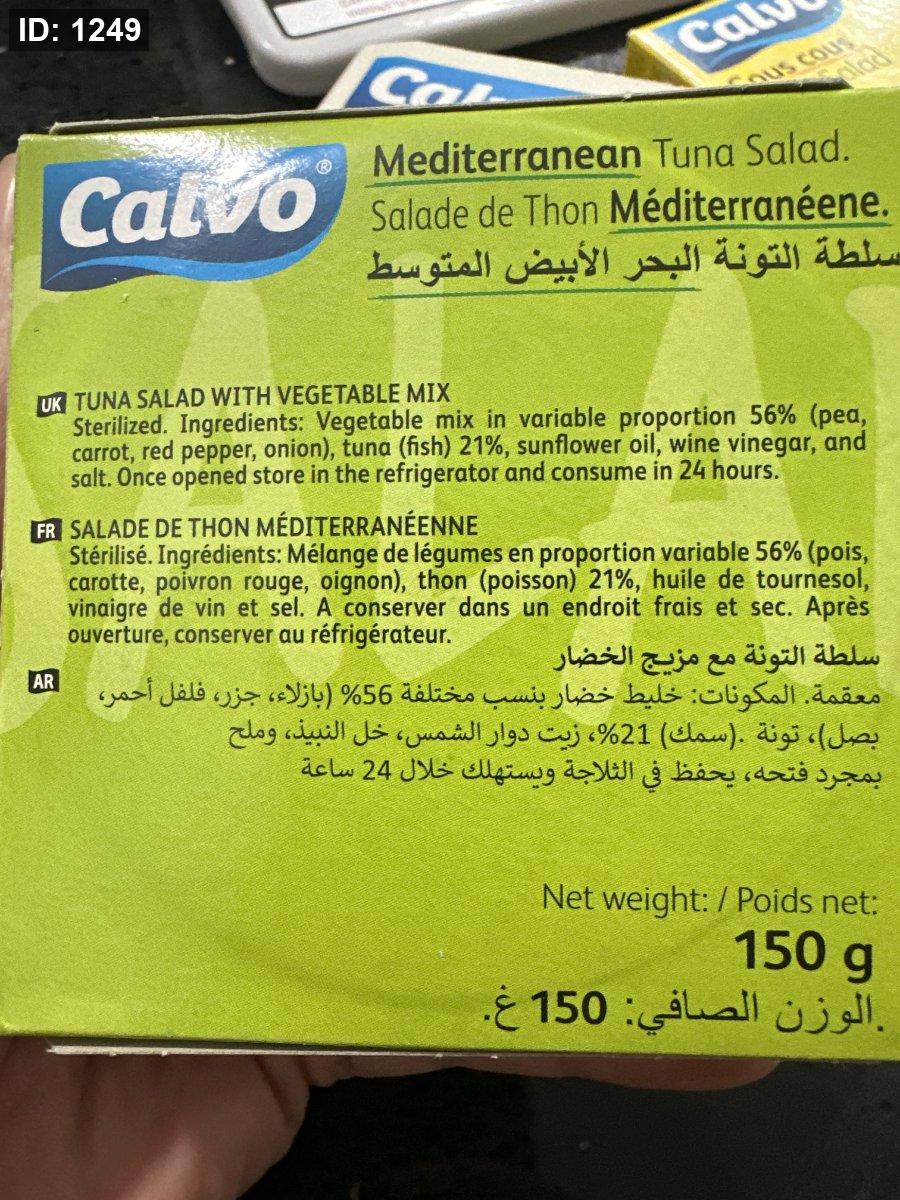 ID: 1249
Calvo
Cal
Cous cous
Calvo®
Mediterranean Tuna Salad.
Salade de Thon Méditerranéene.
سلطة التونة البحر الأبيض المتوسط
UK TUNA SALAD WITH VEGETABLE MIX
Sterilized. Ingredients: Vegetable mix in variable proportion 56% (pea,
carrot, red pepper, onion), tuna (fish) 21%, sunflower oil, wine vinegar, and
salt. Once opened store in the refrigerator and consume in 24 hours.
FR SALADE DE THON MÉDITERRANÉENNE
Stérilisé. Ingrédients: Mélange de légumes en proportion variable 56% (pois,
carotte, poivron rouge, oignon), thon (poisson) 21%, huile de tournesol,
vinaigre de vin et sel. A conserver dans un endroit frais et sec. Après
ouverture, conserver au réfrigérateur.
سلطة التونة مع مزيج الخضار
AR
معقمة. المكونات: خليط خضار بنسب مختلفة 56% (بازلاء، جزر، فلفل أحمر،
بصل)، تونة .(سمك) 21%، زيت دوار الشمس، خل النبيذ، وملح
بمجرد فتحه، يحفظ في الثلاجة ويستهلك خلال 24 ساعة
Net weight: / Poids net:
150 g
الوزن الصافي: 150 غ.